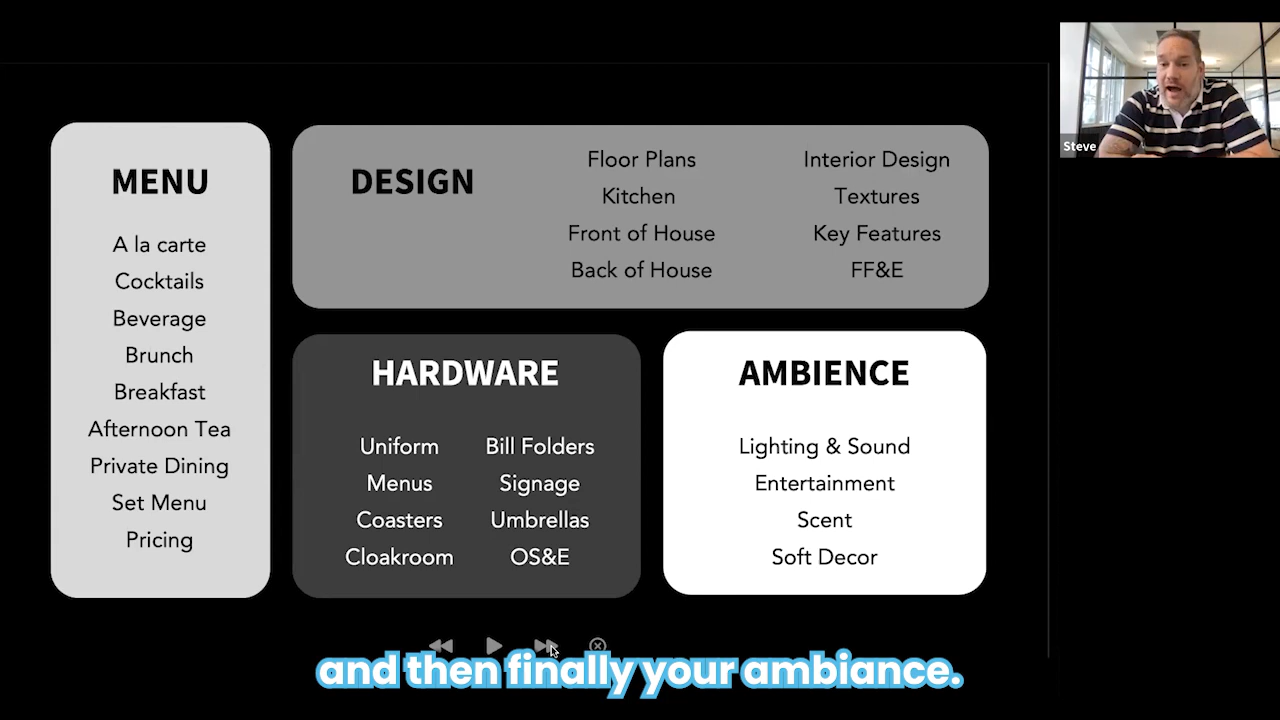 MENU
A la carte
Cocktails
Beverage
Brunch
Breakfast
Afternoon Tea
Private Dining
Set Menu
Pricing
DESIGN
Floor Plans
Kitchen
Front of House
Back of House
Interior Design
Textures
Key Features
FF&E
HARDWARE
Uniform
Menus
Coasters
Cloakroom
Bill Folders
Signage
Umbrellas
OS&E
AMBIENCE
Lighting & Sound
Entertainment
Scent
Soft Decor
Steve
and then finally your ambiance.